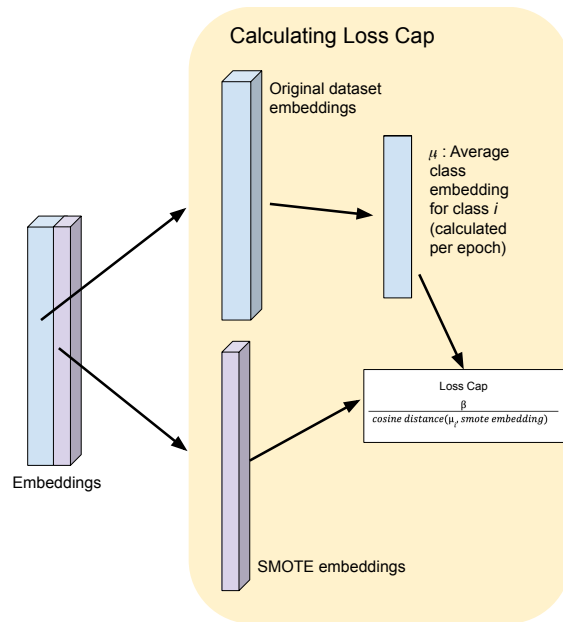 Calculating Loss Cap
Original dataset
embeddings
μ : Average
class
embedding
for class i
(calculated
per epoch)
Loss Cap
β
cosine distance(μᵢ, smote embedding)
Embeddings
SMOTE embeddings